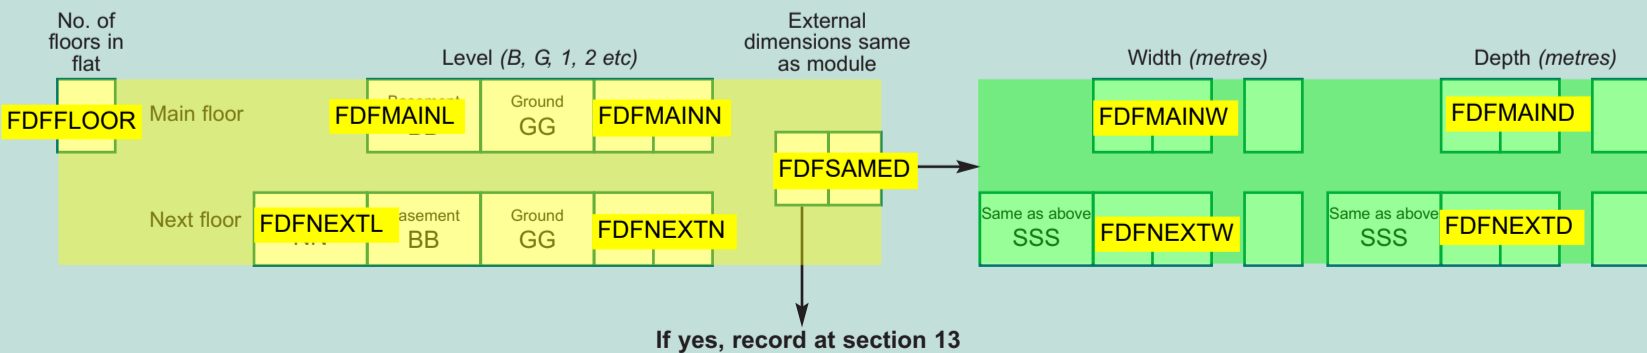 No. of
floors in
flat
Level (B, G, 1, 2 etc)
External
dimensions same
as module
Width (metres)
Depth (metres)
FDFFLOOR
Main floor
FDFMAINL
Ground
GG
FDFMAINN
FDFMAINW
FDFMAIND
FDFSAMED
Next floor
FDFNEXTL
asement
BB
Ground
GG
FDFNEXTN
Same as above
SSS
FDFNEXTW
Same as above
SSS
FDFNEXTD
If yes, record at section 13